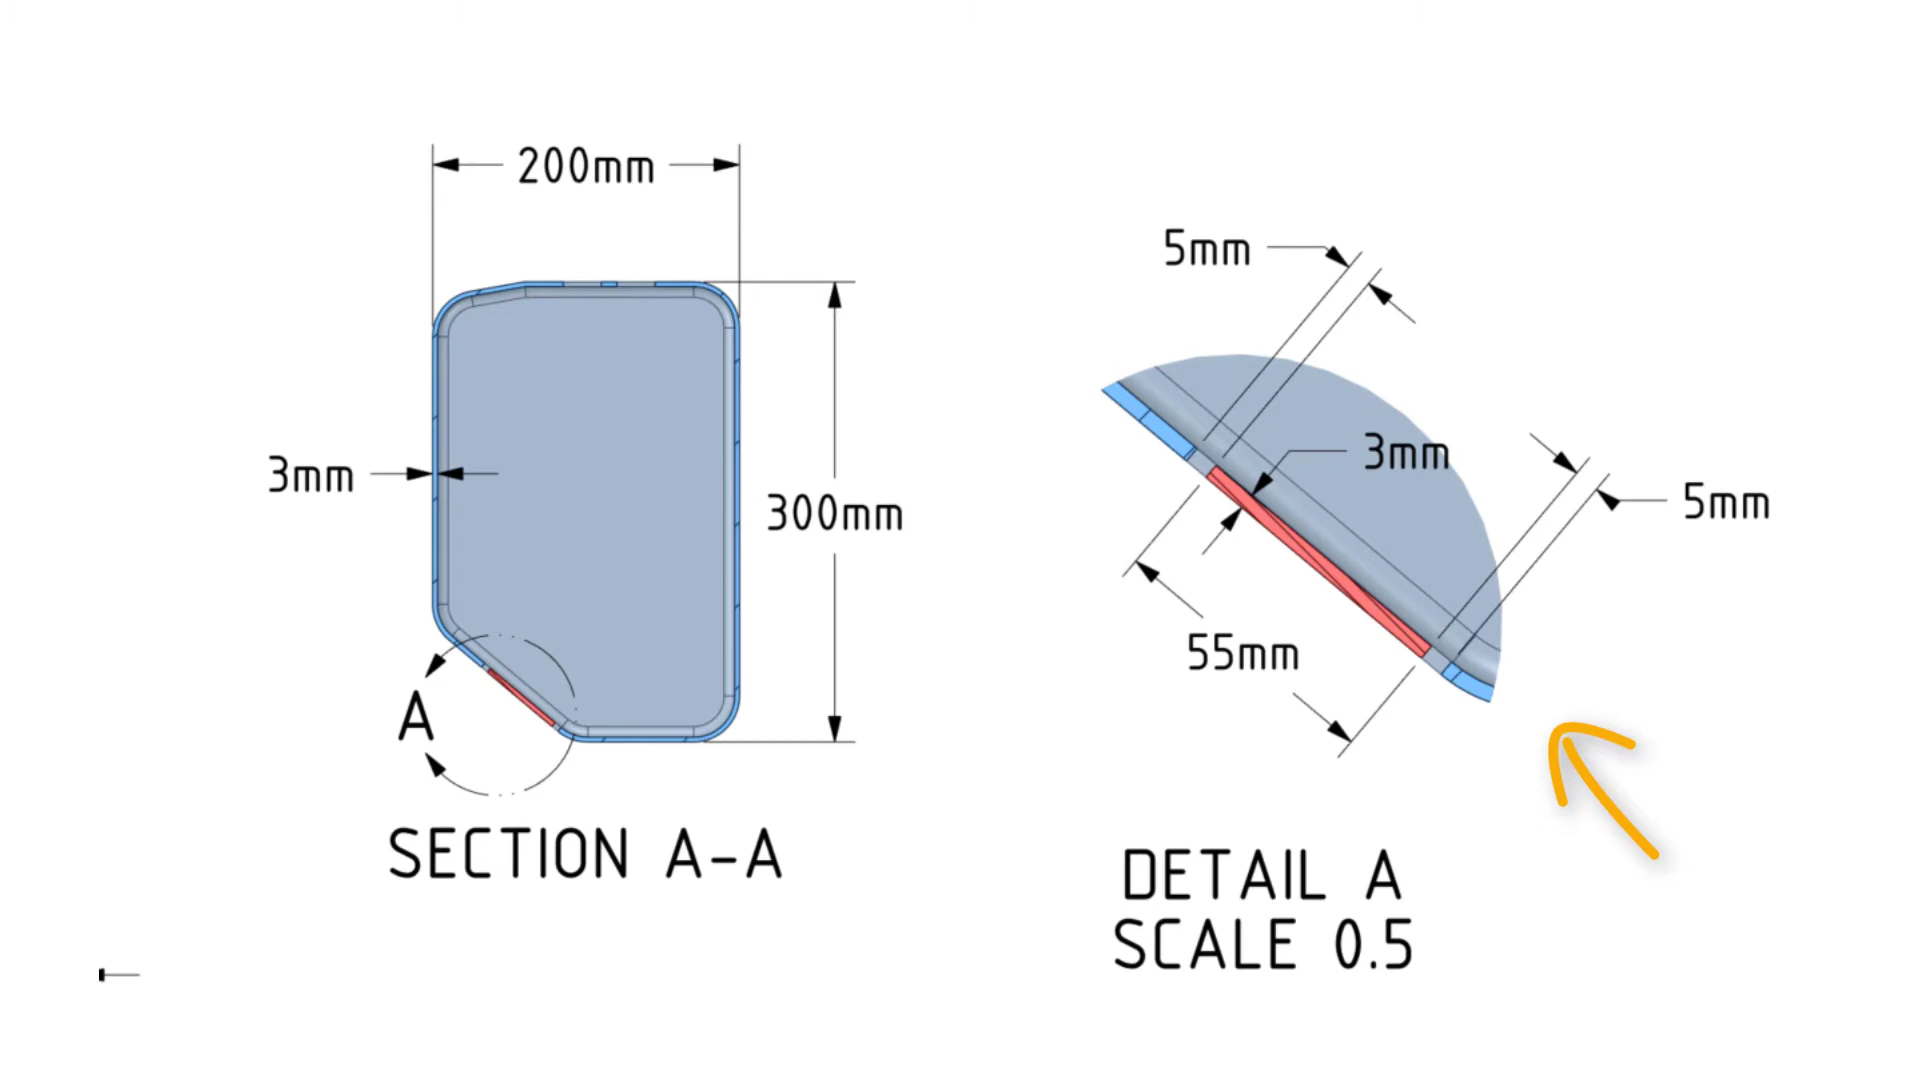 200mm
3mm
300mm
A
SECTION A-A
5mm
3mm
5mm
55mm
DETAIL A
SCALE 0.5